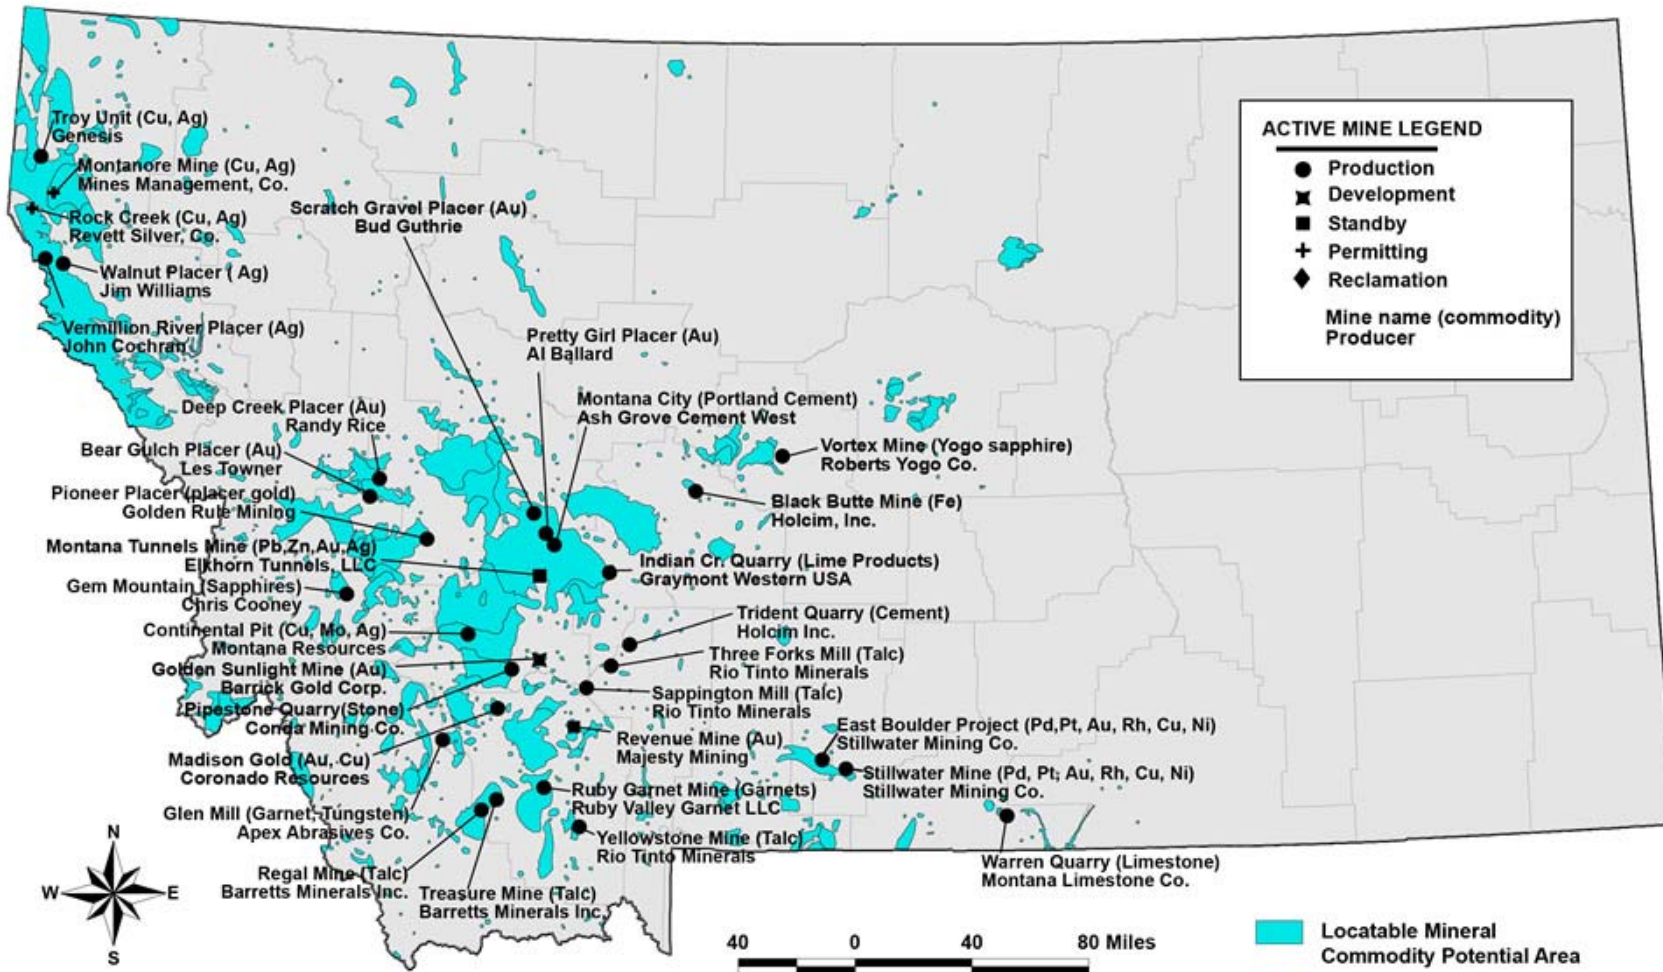 Troy Unit (Cu, Ag)
Genesis
Montanore Mine (Cu, Ag)
Mines Management, Co.
Rock Creek (Cu, Ag)
Revett Silver, Co.
Walnut Placer ( Ag)
Jim Williams
Vermillion River Placer (Ag)
John Cochran
Scratch Gravel Placer (Au)
Bud Guthrie
Pretty Girl Placer (Au)
Al Ballard
Montana City (Portland Cement)
Ash Grove Cement West
Deep Creek Placer (Au)
Randy Rice
Bear Gulch Placer (Au)
Les Towner
Pioneer Placer (placer gold)
Golden Rule Mining
Montana Tunnels Mine (Pb,Zn,Au,Ag)
Elkhorn Tunnels, LLC
Gem Mountain (Sapphires)
Chris Cooney
Continental Pit (Cu, Mo, Ag)
Montana Resources
Golden Sunlight Mine (Au)
Barrick Gold Corp.
Pipestone Quarry(Stone)
Conda Mining Co.
Madison Gold (Au, Cu)
Coronado Resources
Glen Mill (Garnet, Tungsten)
Apex Abrasives Co.
Regal Mine (Talc)
Barretts Minerals Inc.
Treasure Mine (Talc)
Barretts Minerals Inc.
Vortex Mine (Yogo sapphire)
Roberts Yogo Co.
Black Butte Mine (Fe)
Holcim, Inc.
Indian Cr. Quarry (Lime Products)
Graymont Western USA
Trident Quarry (Cement)
Holcim Inc.
Three Forks Mill (Talc)
Rio Tinto Minerals
Sappington Mill (Talc)
Rio Tinto Minerals
Revenue Mine (Au)
Majesty Mining
East Boulder Project (Pd,Pt, Au, Rh, Cu, Ni)
Stillwater Mining Co.
Stillwater Mine (Pd, Pt, Au, Rh, Cu, Ni)
Stillwater Mining Co.
Ruby Garnet Mine (Garnets)
Ruby Valley Garnet LLC
Yellowstone Mine (Talc)
Rio Tinto Minerals
Warren Quarry (Limestone)
Montana Limestone Co.
ACTIVE MINE LEGEND
Production
Development
Standby
Permitting
Reclamation
Mine name (commodity)
Producer
N
W E
S
40 0 40 80 Miles
Locatable Mineral
Commodity Potential Area